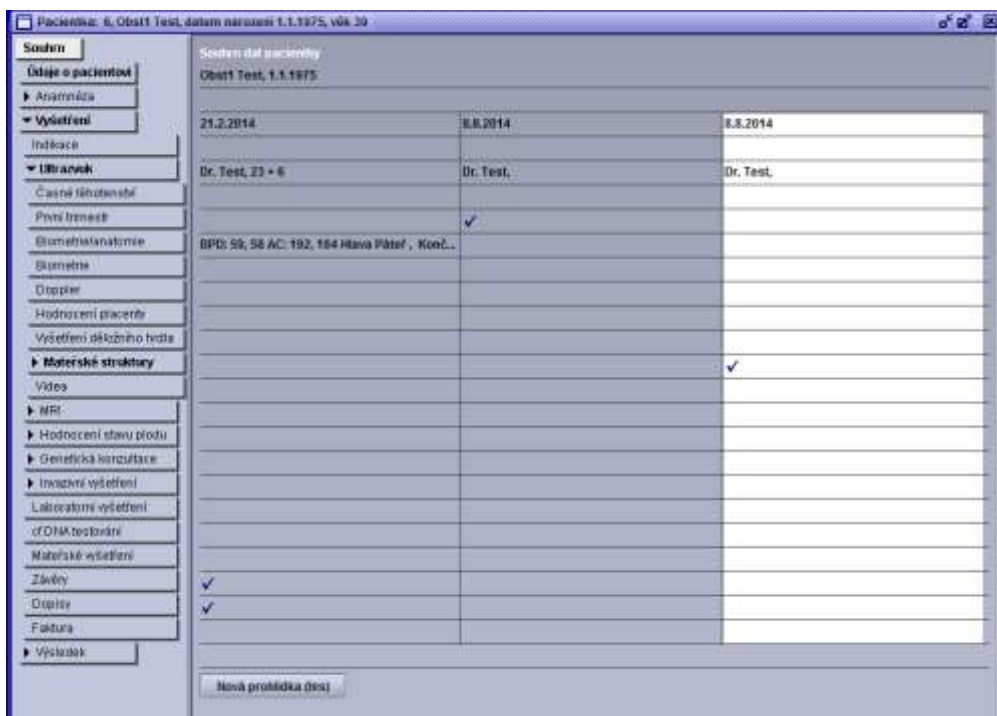 Pacientka: 6, Obst1 Test, datum narození 1.1.1975, věk 39
Souhrn
Souhrn dat pacientky
Údaje o pacientovi
Obst1 Test, 1.1.1975
Anamnéza
Vyšetření
21.2.2014
8.8.2014
8.8.2014
Indikace
Ultrazvuk
Dr. Test, 23 + 6
Dr. Test,
Dr. Test,
Časné těhotenství
První trimestr
Biometrie/anatomie
BPD: 59, 58 AC: 192, 184 Hlava Páteř , Konč...
Biometrie
Doppler
Hodnocení placenty
Vyšetření děložního hrdla
Mateřské struktury
Videa
MRI
Hodnocení stavu plodu
Genetická konzultace
Invazivní vyšetření
Laboratorní vyšetření
cfDNA testování
Mateřské vyšetření
Závěry
Dopisy
Faktura
Výsledek
Nová prohlídka (les)